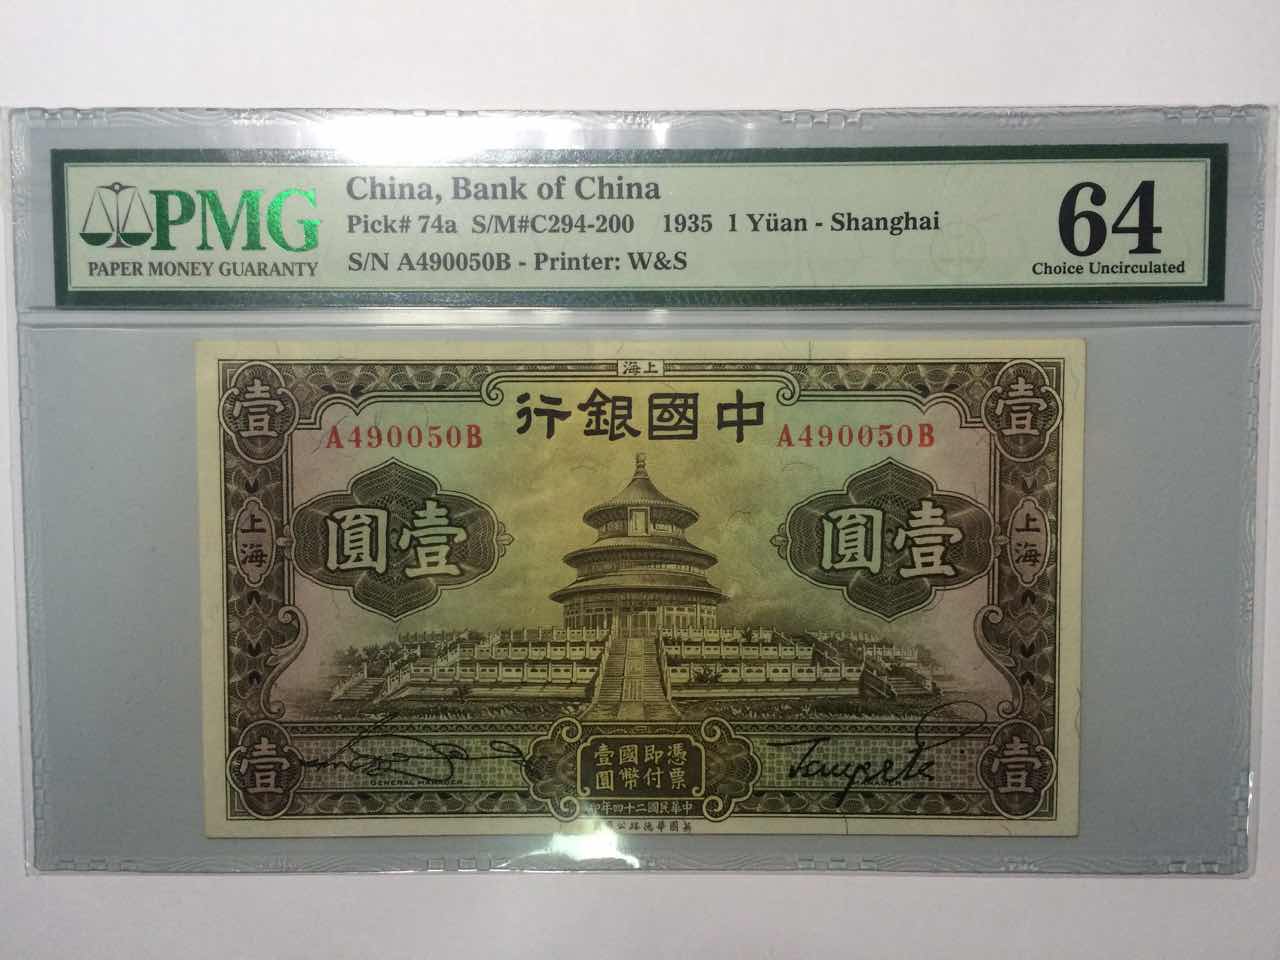 PMG
PAPER MONEY GUARANTY
China, Bank of China
Pick# 74a S/M#C294-200 1935 1 Yüan - Shanghai
S/N A490050B - Printer: W&S
64
Choice Uncirculated
海上
壹
壹
行銀國中
A490050B
A490050B
圓壹
圓壹
上海
上海
壹
壹
憑票
即付
國幣
壹圓
GENERAL MANAGER
印年四十二國民華中